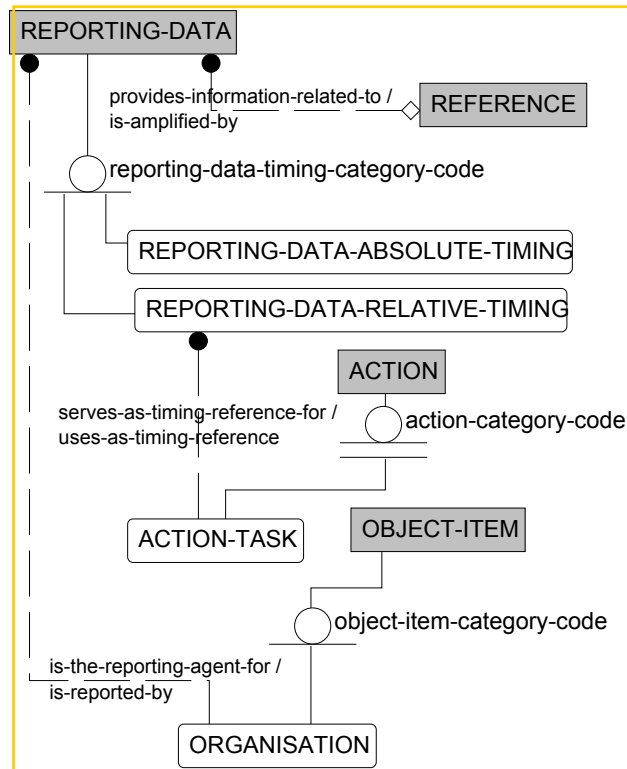 REPORTING-DATA
provides-information-related-to /
is-amplified-by
REFERENCE
reporting-data-timing-category-code
REPORTING-DATA-ABSOLUTE-TIMING
REPORTING-DATA-RELATIVE-TIMING
ACTION
serves-as-timing-reference-for /
uses-as-timing-reference
action-category-code
ACTION-TASK
OBJECT-ITEM
object-item-category-code
is-the-reporting-agent-for /
is-reported-by
ORGANISATION